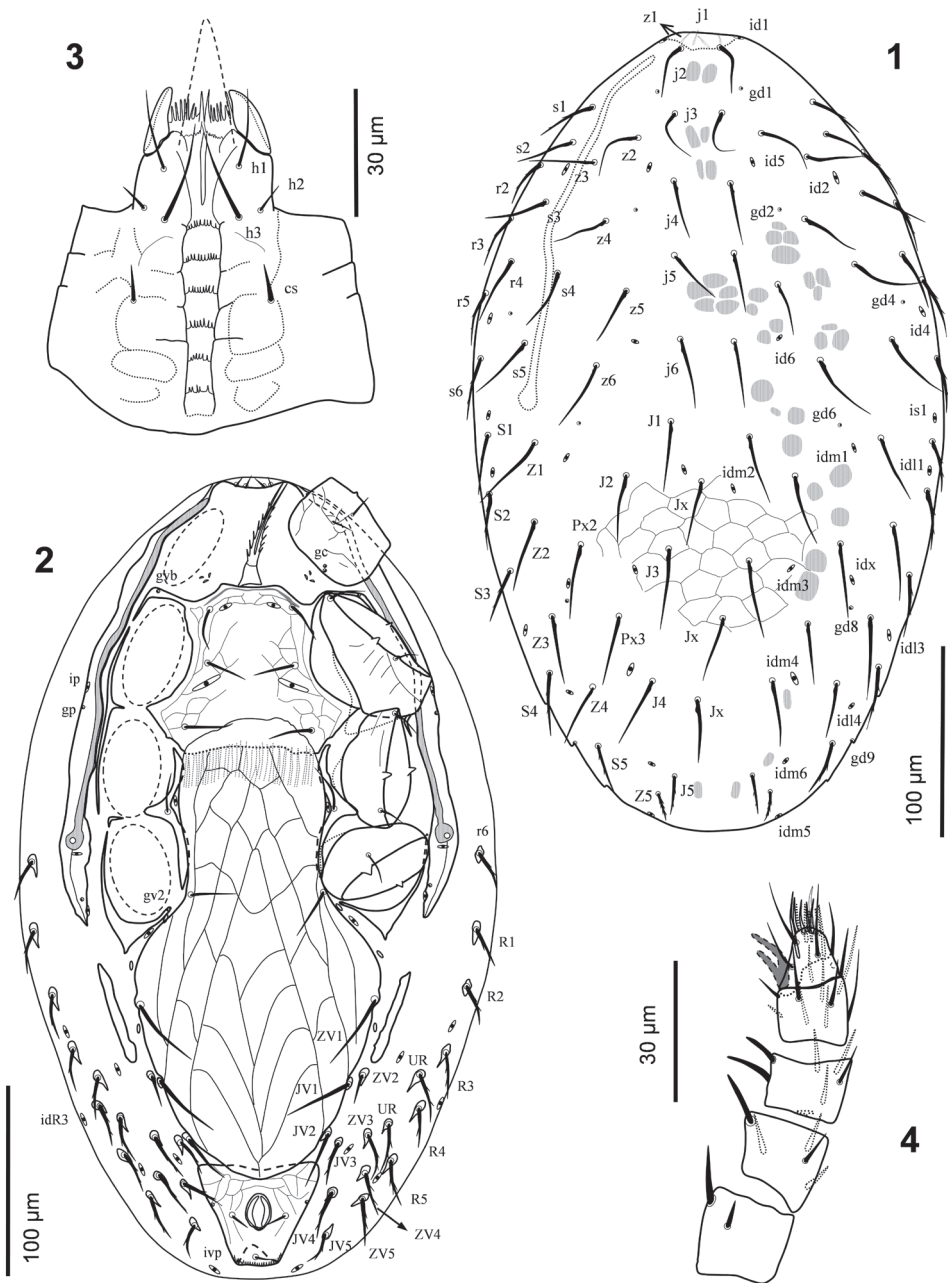 3
h1
h2
h3
cs
30 µm
1
z1
j1
id1
j2
gd1
s1
j3
s2
z2
id5
id2
r2
z3
s3
j4
gd2
r3
z4
r4
j5
s4
gd4
r5
z5
id4
id6
s5
j6
s6
z6
is1
S1
J1
gd6
Z1
idm1
idl1
J2
idm2
Jx
S2
Px2
Z2
J3
idm3
idx
S3
gd8
Z3
Px3
Jx
idl3
idm4
S4
Z4
J4
Jx
idl4
S5
idm6
gd9
Z5
J5
idm5
100 µm
2
gc
gvb
ip
gp
r6
gv2
R1
R2
ZV1
UR
JV1
ZV2
R3
idR3
UR
JV2
ZV3
R4
JV3
R5
ZV4
JV4
JV5
ZV5
ivp
100 µm
4
30 µm